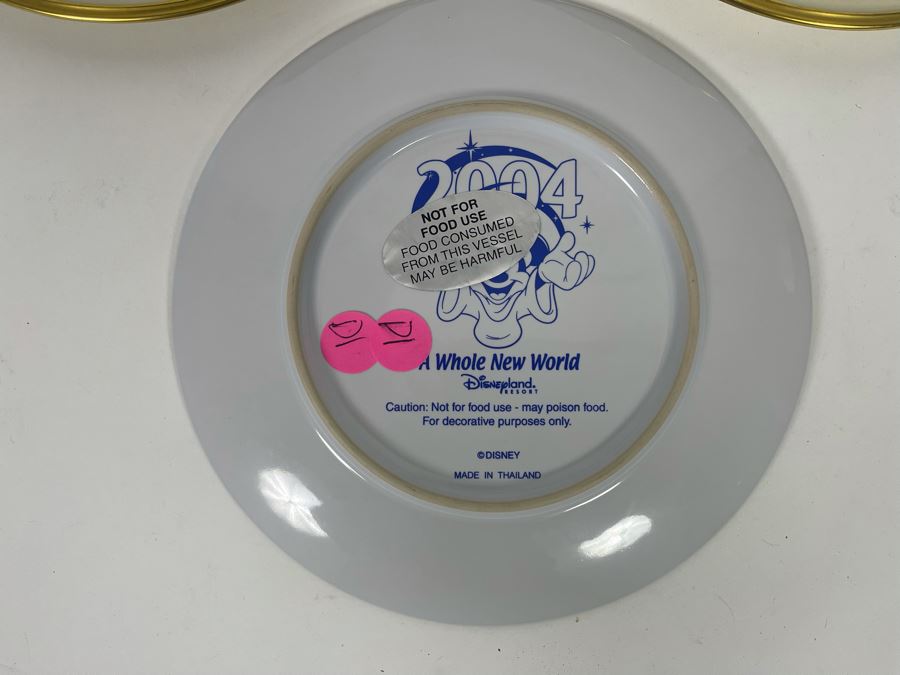 2004
NOT FOR
FOOD USE
FOOD CONSUMED
FROM THIS VESSEL
MAY BE HARMFUL
A Whole New World
Disneyland
RESORT
Caution: Not for food use - may poison food.
For decorative purposes only.
©DISNEY
MADE IN THAILAND